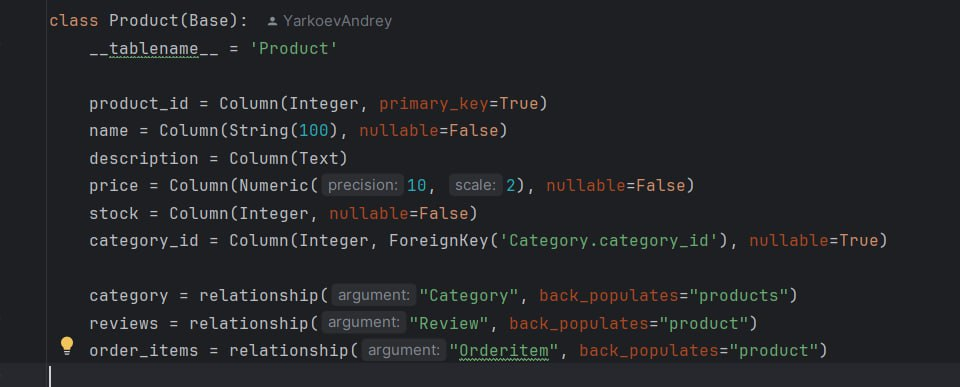 class Product(Base): YarkoevAndrey
__tablename__ = 'Product'
product_id = Column(Integer, primary_key=True)
name = Column(String(100), nullable=False)
description = Column(Text)
price = Column(Numeric( precision: 10, scale: 2), nullable=False)
stock = Column(Integer, nullable=False)
category_id = Column(Integer, ForeignKey('Category.category_id'), nullable=True)
category = relationship( argument: "Category", back_populates="products")
reviews = relationship( argument: "Review", back_populates="product")
order_items = relationship( argument: "Orderitem", back_populates="product")